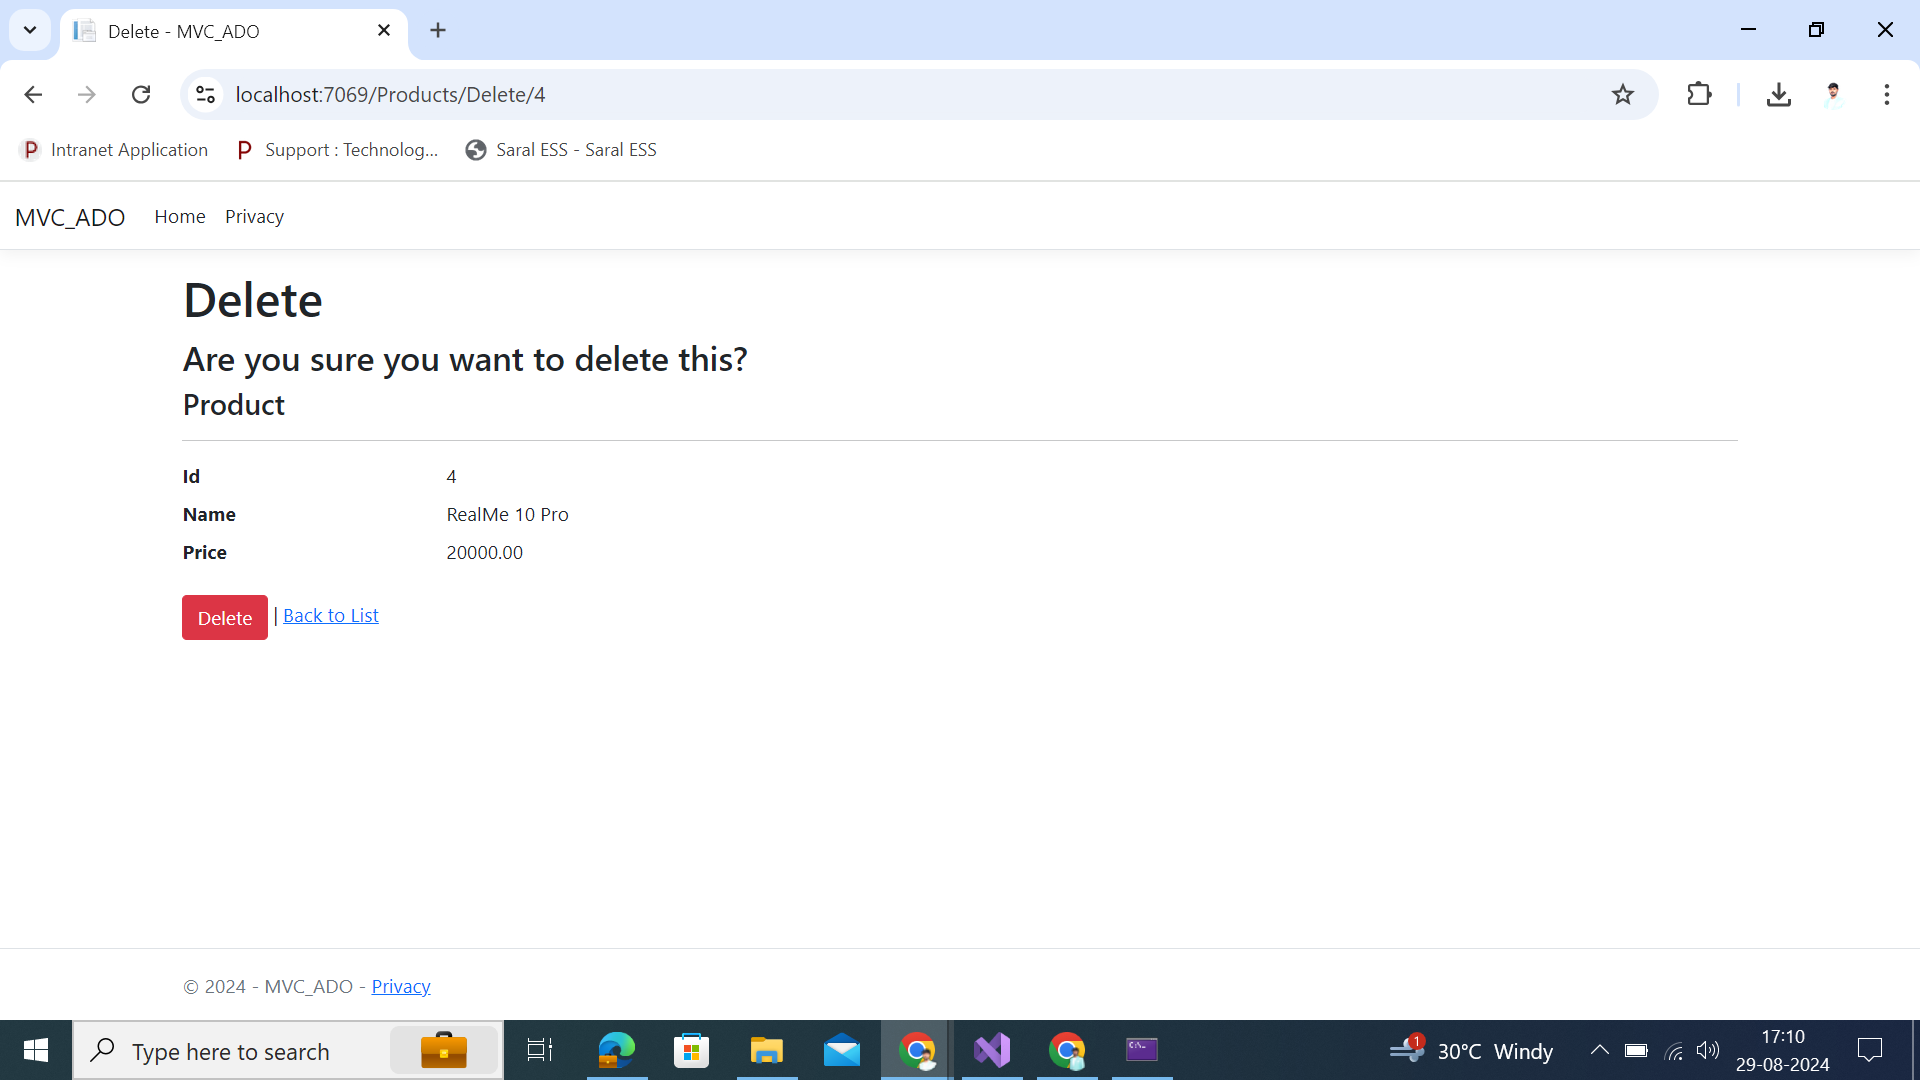 Delete - MVC_ADO
localhost:7069/Products/Delete/4
Intranet Application
Support : Technolog...
Saral ESS - Saral ESS
MVC_ADO Home Privacy
Delete
Are you sure you want to delete this?
Product
Id 4
Name RealMe 10 Pro
Price 20000.00
Delete | Back to List
© 2024 - MVC_ADO - Privacy
Type here to search
1
30°C Windy
17:10
29-08-2024